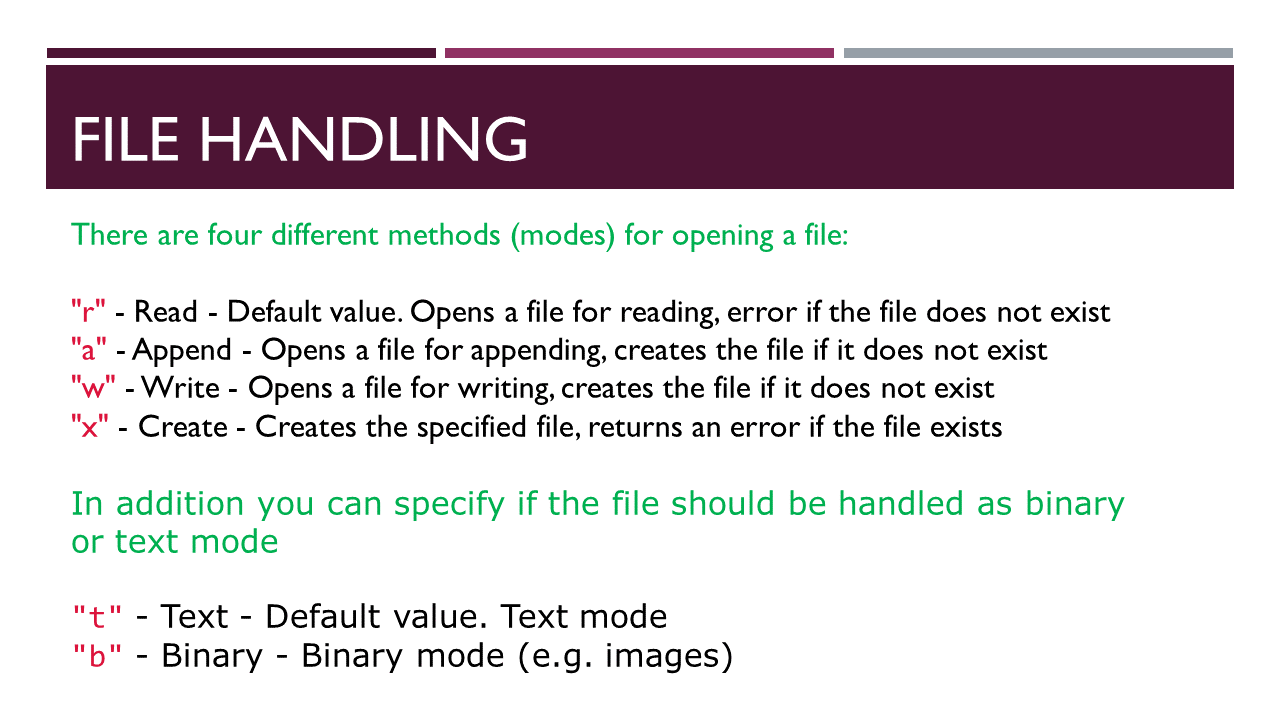 FILE HANDLING
There are four different methods (modes) for opening a file:
"r" - Read - Default value. Opens a file for reading, error if the file does not exist
"a" - Append - Opens a file for appending, creates the file if it does not exist
"w" - Write - Opens a file for writing, creates the file if it does not exist
"x" - Create - Creates the specified file, returns an error if the file exists
In addition you can specify if the file should be handled as binary
or text mode
"t" - Text - Default value. Text mode
"b" - Binary - Binary mode (e.g. images)